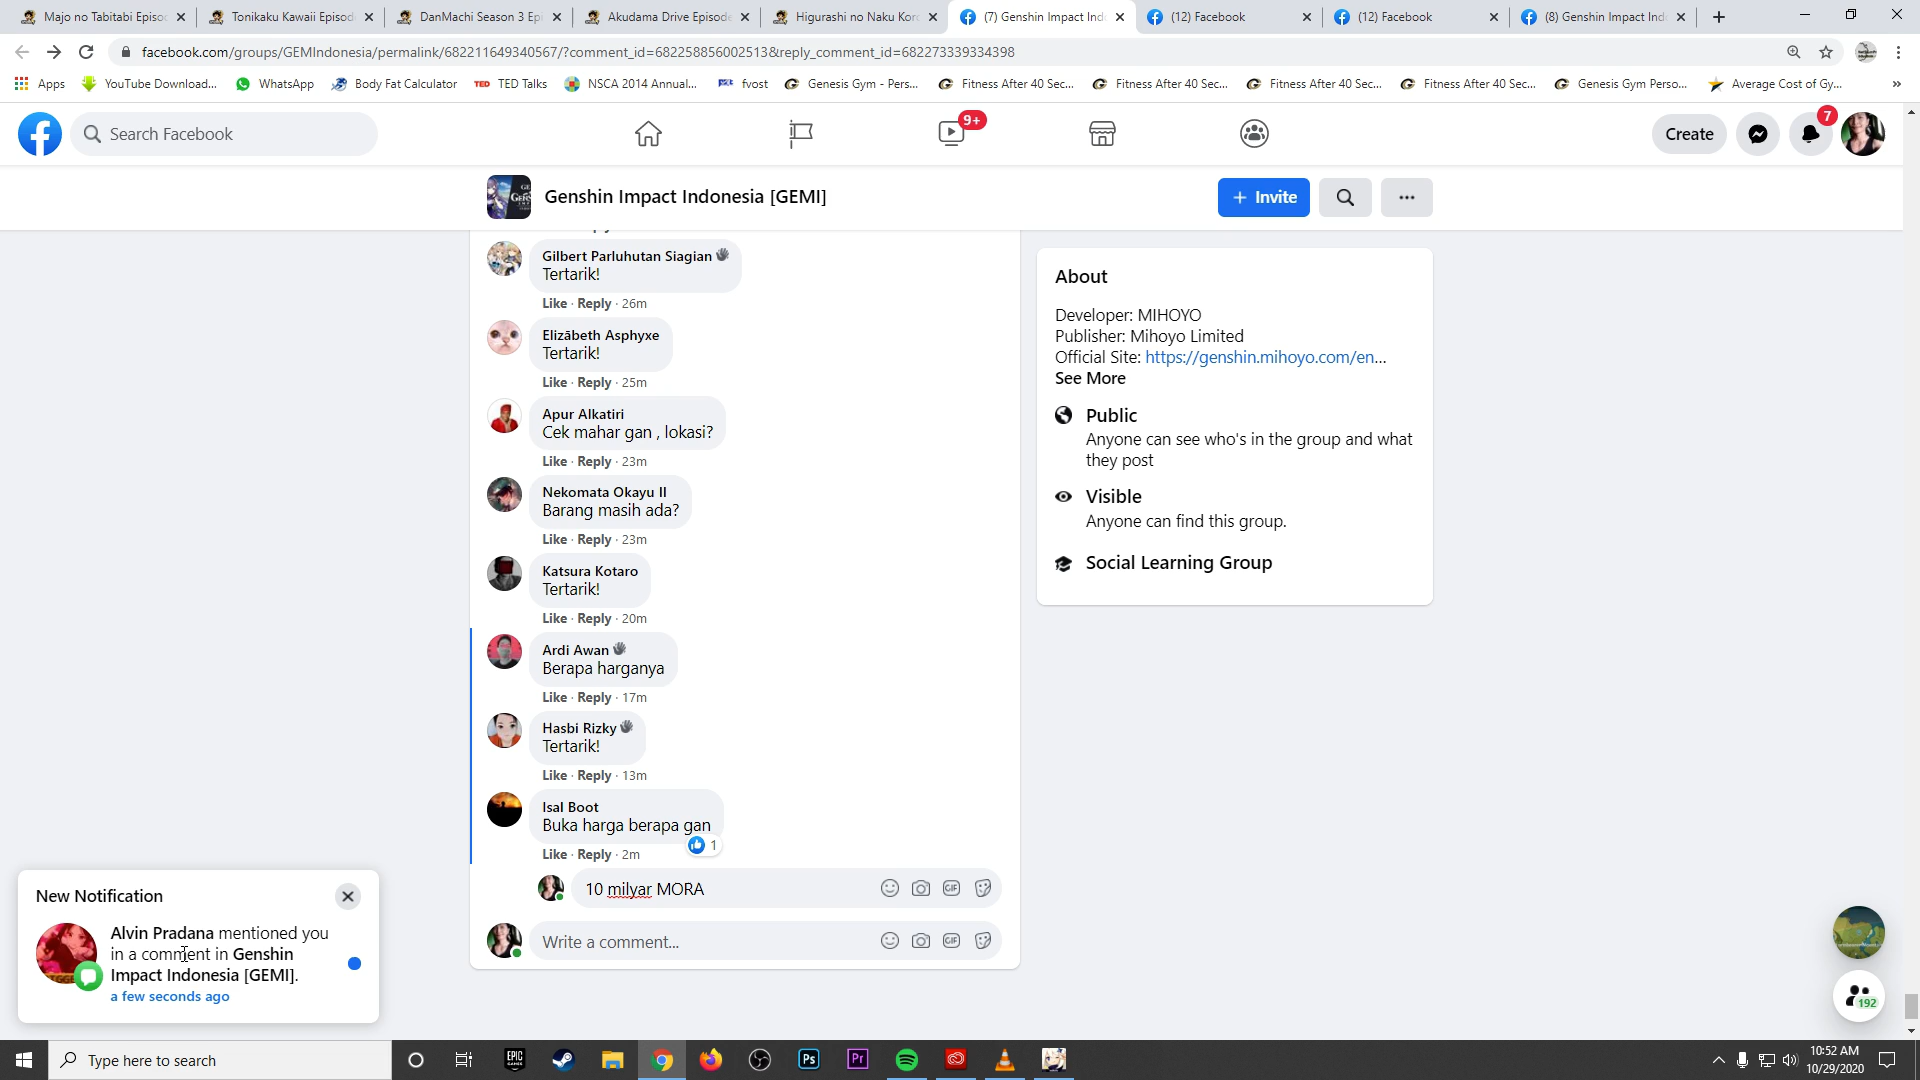 Majo no Tabitabi Episod
Tonikaku Kawaii Episod
DanMachi Season 3 Epi
Akudama Drive Episode
Higurashi no Naku Koro
(7) Genshin Impact Ind
(12) Facebook
(12) Facebook
(8) Genshin Impact Ind
facebook.com/groups/GEMIndonesia/permalink/682211649340567/?comment_id=682258856002513&reply_comment_id=682273339334398
Apps
YouTube Download...
WhatsApp
Body Fat Calculator
TED
TED Talks
NSCA 2014 Annual...
fvost
Genesis Gym - Pers...
Fitness After 40 Sec...
Fitness After 40 Sec...
Fitness After 40 Sec...
Fitness After 40 Sec...
Genesis Gym Perso...
Average Cost of Gy...
»
Search Facebook
9+
Create
7
Genshin Impact Indonesia [GEMI]
+ Invite
Gilbert Parluhutan Siagian
Tertarik!
Like · Reply · 26m
Elizābeth Asphyxe
Tertarik!
Like · Reply · 25m
Apur Alkatiri
Cek mahar gan , lokasi?
Like · Reply · 23m
Nekomata Okayu II
Barang masih ada?
Like · Reply · 23m
Katsura Kotaro
Tertarik!
Like · Reply · 20m
Ardi Awan
Berapa harganya
Like · Reply · 17m
Hasbi Rizky
Tertarik!
Like · Reply · 13m
Isal Boot
Buka harga berapa gan
1
Like · Reply · 2m
10 milyar MORA
GIF
Write a comment...
GIF
About
Developer: MIHOYO
Publisher: Mihoyo Limited
Official Site: https://genshin.mihoyo.com/en...
See More
Public
Anyone can see who's in the group and what
they post
Visible
Anyone can find this group.
Social Learning Group
New Notification
Alvin Pradana mentioned you
in a comment in Genshin
Impact Indonesia [GEMI].
a few seconds ago
192
Type here to search
EPIC
GAMES
Ps
Pr
10:52 AM
10/29/2020